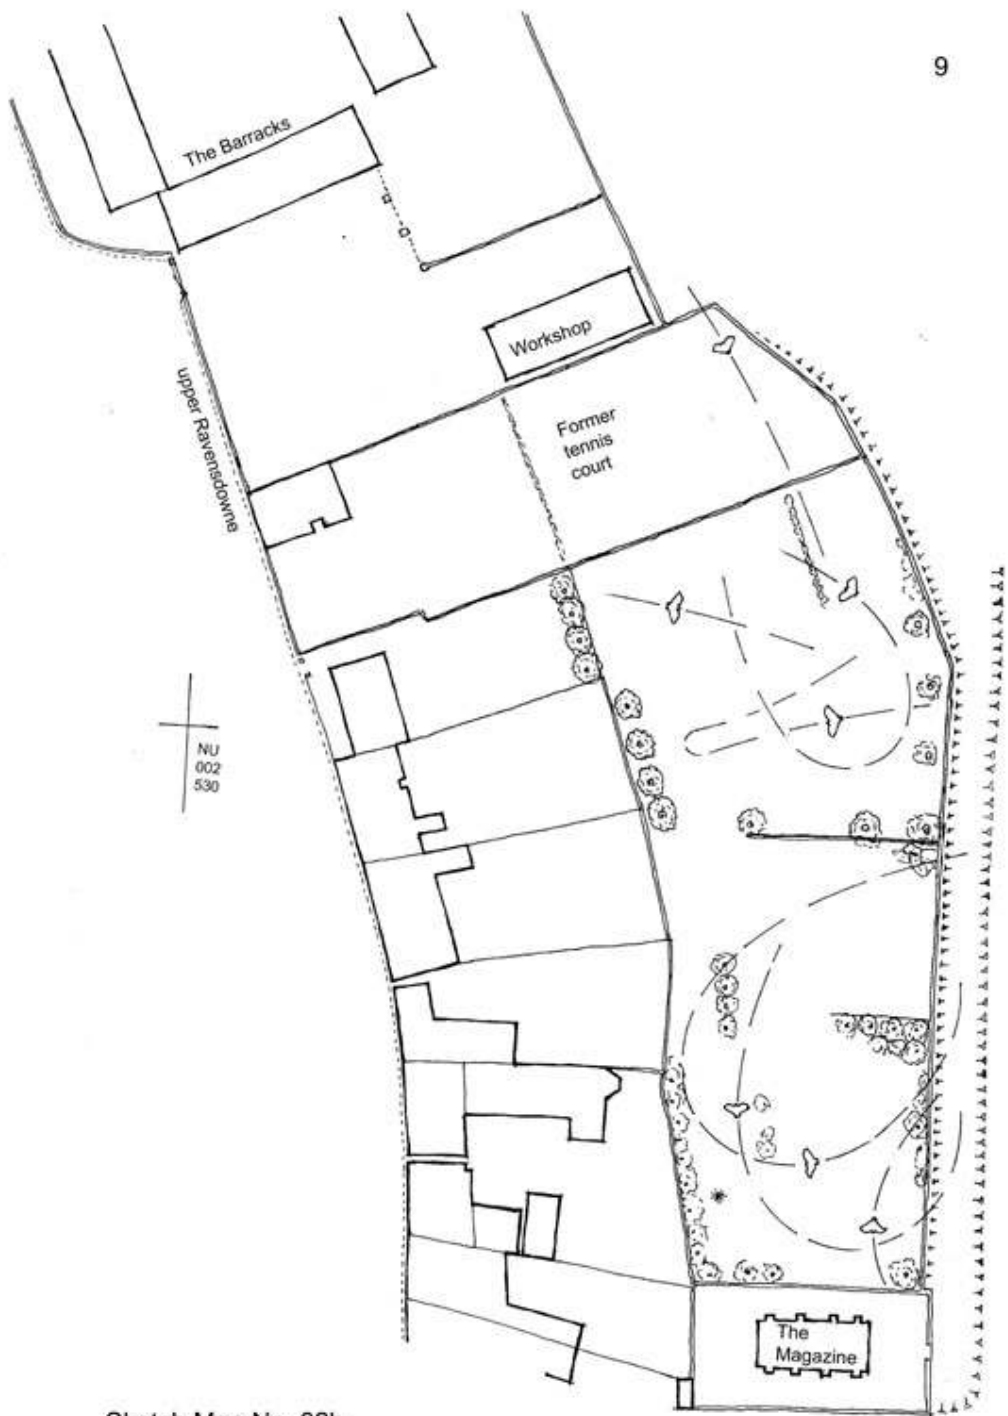 9
The Barracks
Workshop
upper Ravensdowne
Former
tennis
court
NU
002
530
The
Magazine